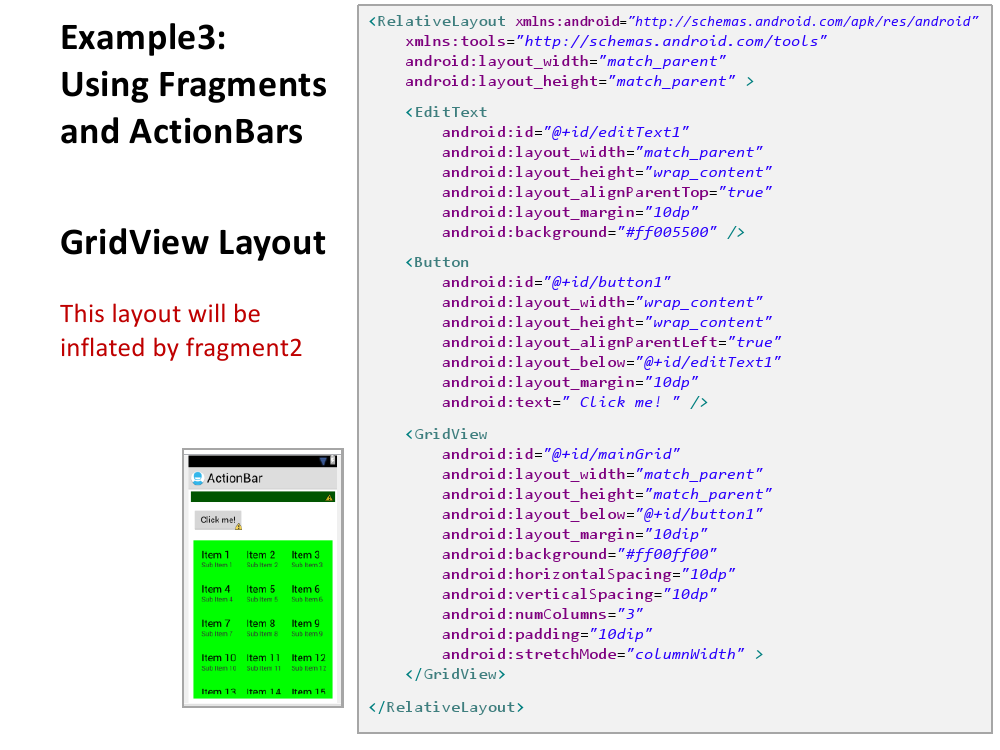 Example3:
Using Fragments
and ActionBars
GridView Layout
This layout will be
inflated by fragment2
ActionBar
Click me!
Item 1 Item 2 Item 3
Sub Item 1 Sub Item 2 Sub Item 3
Item 4 Item 5 Item 6
Sub Item 4 Sub Item 5 Sub Item 6
Item 7 Item 8 Item 9
Sub Item 7 Sub Item 8 Sub Item 9
Item 10 Item 11 Item 12
Sub Item 10 Sub Item 11 Sub Item 12
Item 13 Item 14 Item 15
<RelativeLayout xmlns:android="http://schemas.android.com/apk/res/android"
xmlns:tools="http://schemas.android.com/tools"
android:layout_width="match_parent"
android:layout_height="match_parent" >
<EditText
android:id="@+id/editText1"
android:layout_width="match_parent"
android:layout_height="wrap_content"
android:layout_alignParentTop="true"
android:layout_margin="10dp"
android:background="#ff005500" />
<Button
android:id="@+id/button1"
android:layout_width="wrap_content"
android:layout_height="wrap_content"
android:layout_alignParentLeft="true"
android:layout_below="@+id/editText1"
android:layout_margin="10dp"
android:text=" Click me! " />
<GridView
android:id="@+id/mainGrid"
android:layout_width="match_parent"
android:layout_height="match_parent"
android:layout_below="@+id/button1"
android:layout_margin="10dip"
android:background="#ff00ff00"
android:horizontalSpacing="10dp"
android:verticalSpacing="10dp"
android:numColumns="3"
android:padding="10dip"
android:stretchMode="columnWidth" >
</GridView>
</RelativeLayout>